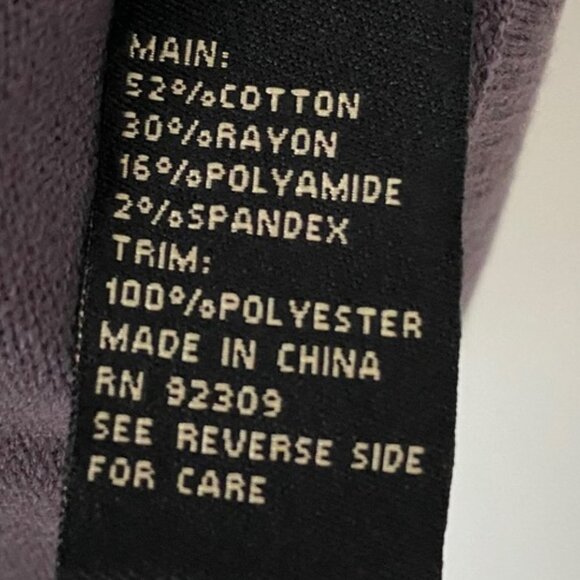 MAIN:
52%COTTON
30%RAYON
16%POLYAMIDE
2%SPANDEX
TRIM:
100%POLYESTER
MADE IN CHINA
RN 92309
SEE REVERSE SIDE
FOR CARE